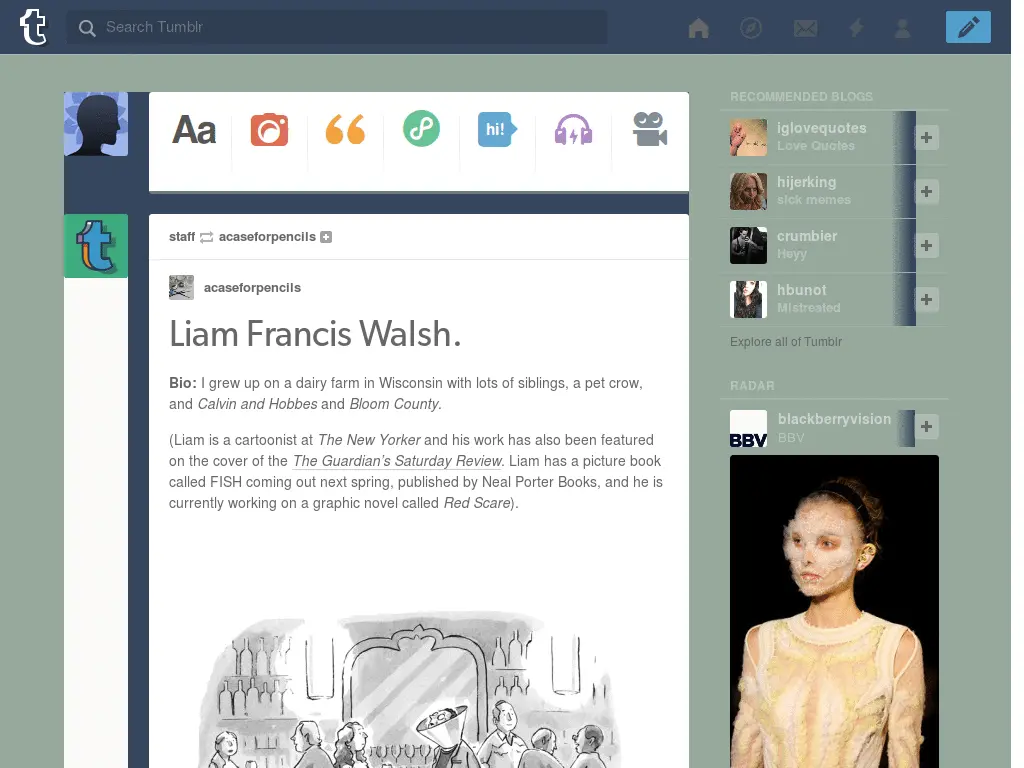 Search Tumblr
Aa
hi!
staff acaseforpencils
acaseforpencils
Liam Francis Walsh.
Bio: I grew up on a dairy farm in Wisconsin with lots of siblings, a pet crow,
and Calvin and Hobbes and Bloom County.
(Liam is a cartoonist at The New Yorker and his work has also been featured
on the cover of the The Guardian's Saturday Review. Liam has a picture book
called FISH coming out next spring, published by Neal Porter Books, and he is
currently working on a graphic novel called Red Scare).
RECOMMENDED BLOGS
iglovequotes
Love Quotes
hijerking
sick memes
crumbier
Heyy
hbunot
Mistreated
Explore all of Tumblr
RADAR
BBV
blackberryvision
BBV